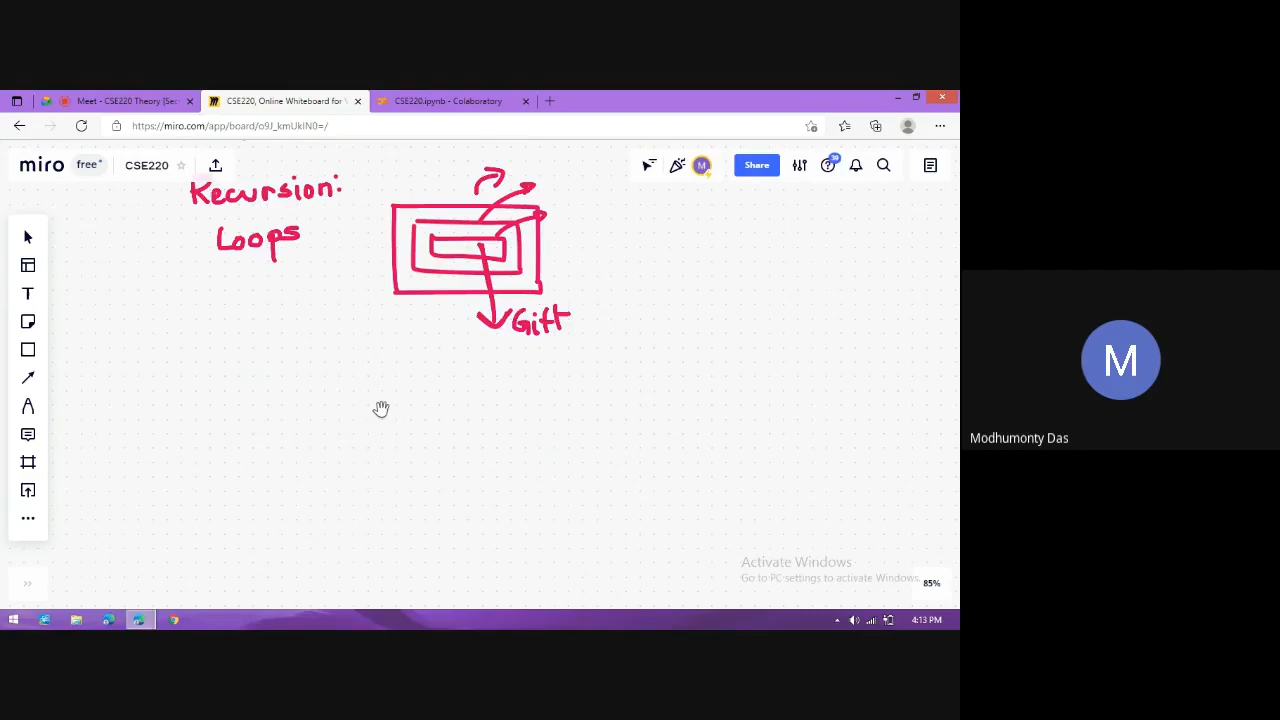 Meet - CSE220 Theory [Sec
CSE220, Online Whiteboard for V
CSE220.ipynb - Colaboratory
https://miro.com/app/board/o9J_kmUkIN0=/
miro
free
CSE220
Share
39
M
Recursion:
Loops
Gift
M
Modhumonty Das
Activate Windows
Go to PC settings to activate Windows.
85%
4:13 PM